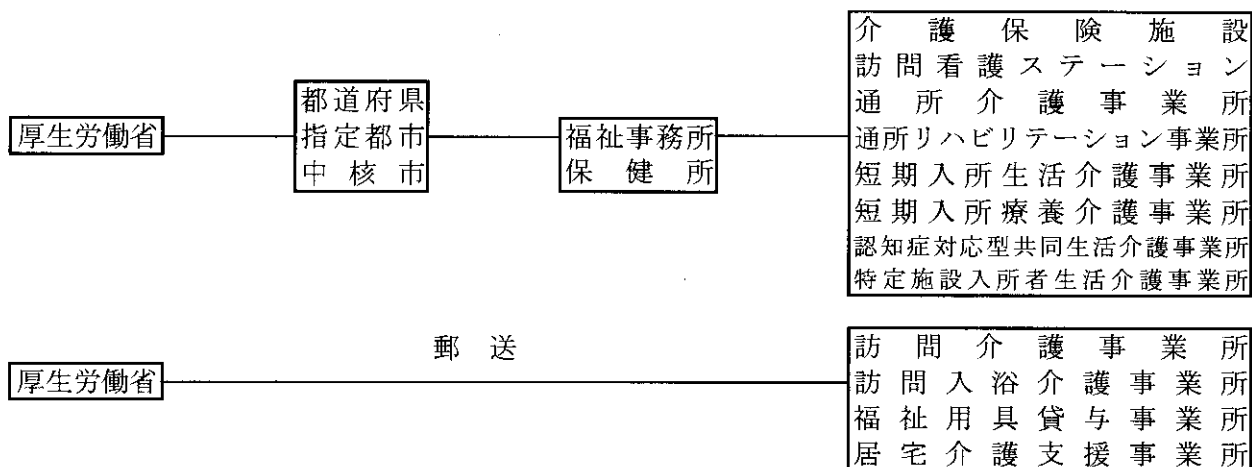 厚生労働省
都道府県
指定都市
中核市
福祉事務所
保健所
介護保険施設
訪問看護ステーション
通所介護事業所
通所リハビリテーション事業所
短期入所生活介護事業所
短期入所療養介護事業所
認知症対応型共同生活介護事業所
特定施設入所者生活介護事業所
厚生労働省
郵送
訪問介護事業所
訪問入浴介護事業所
福祉用具貸与事業所
居宅介護支援事業所